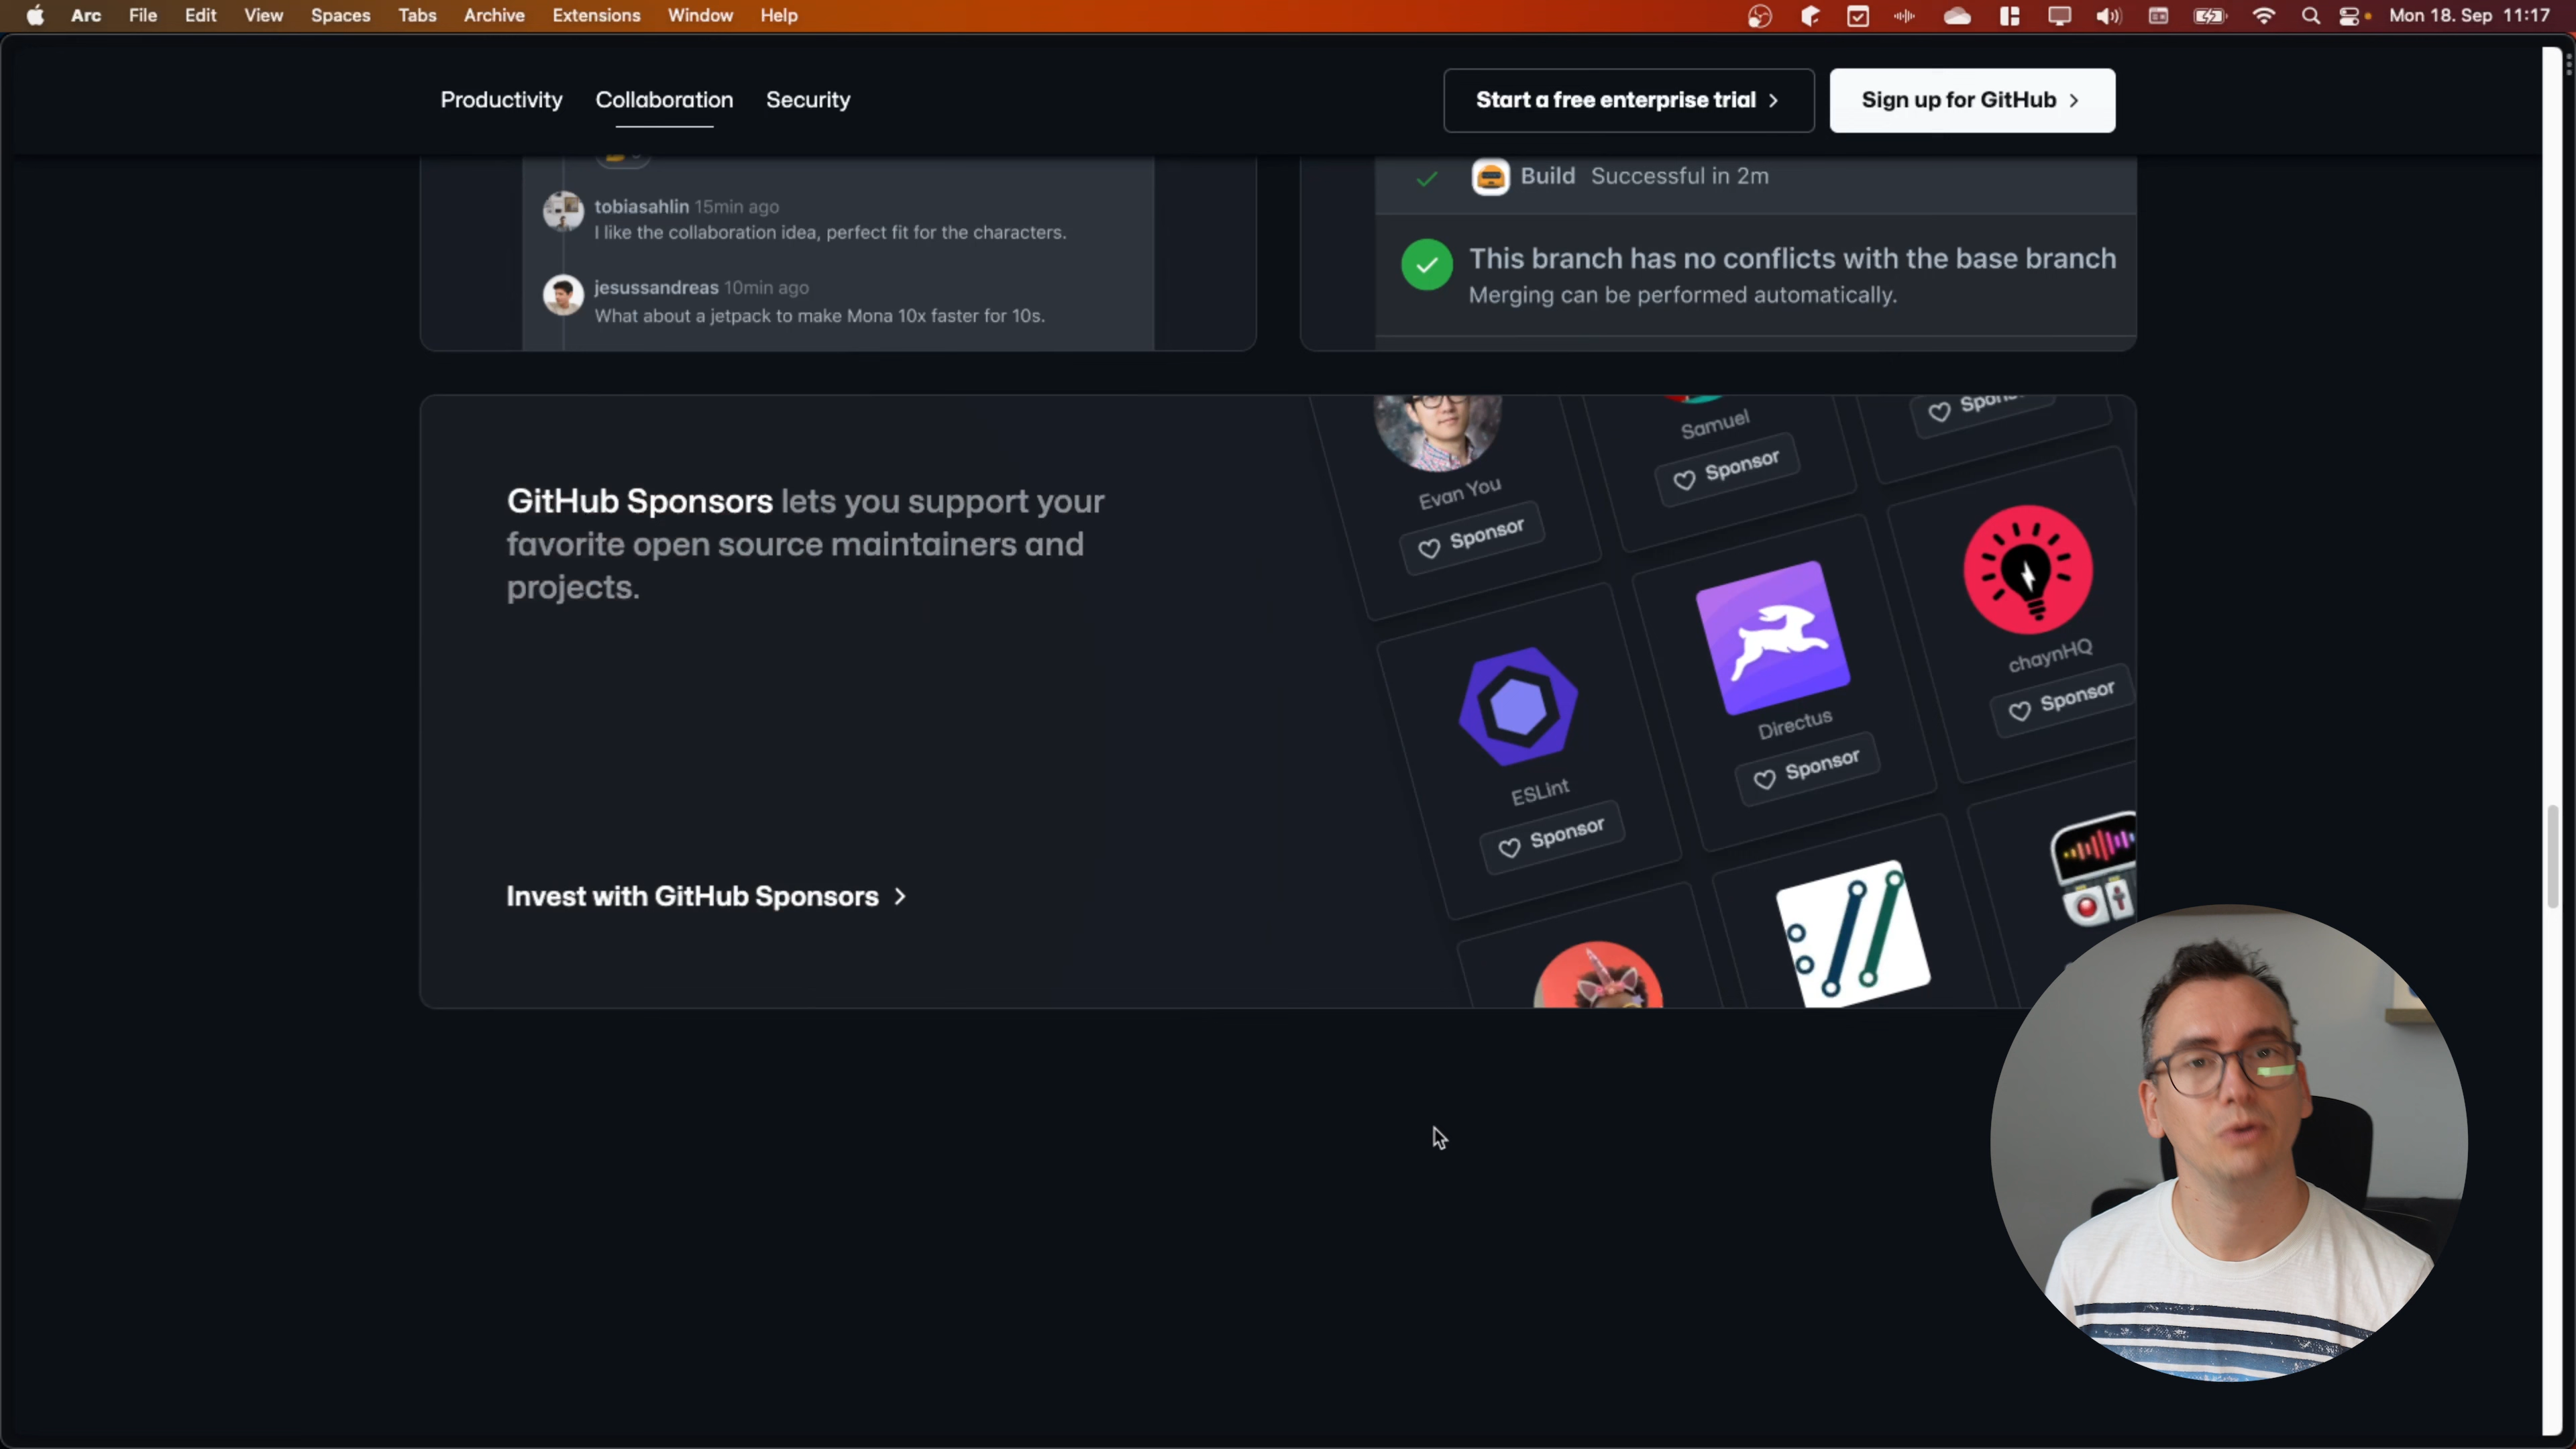 Arc File Edit View Spaces Tabs Archive Extensions Window Help Mon 18. Sep 11:17
Productivity Collaboration Security Start a free enterprise trial Sign up for GitHub
tobiasahlin 15min ago
I like the collaboration idea, perfect fit for the characters.
jesussandreas 10min ago
What about a jetpack to make Mona 10x faster for 10s.
Build Successful in 2m
This branch has no conflicts with the base branch
Merging can be performed automatically.
GitHub Sponsors lets you support your
favorite open source maintainers and
projects.
Invest with GitHub Sponsors
Evan You
Sponsor
Samuel
Sponsor
ESLint
Sponsor
Directus
Sponsor
chaynHQ
Sponsor